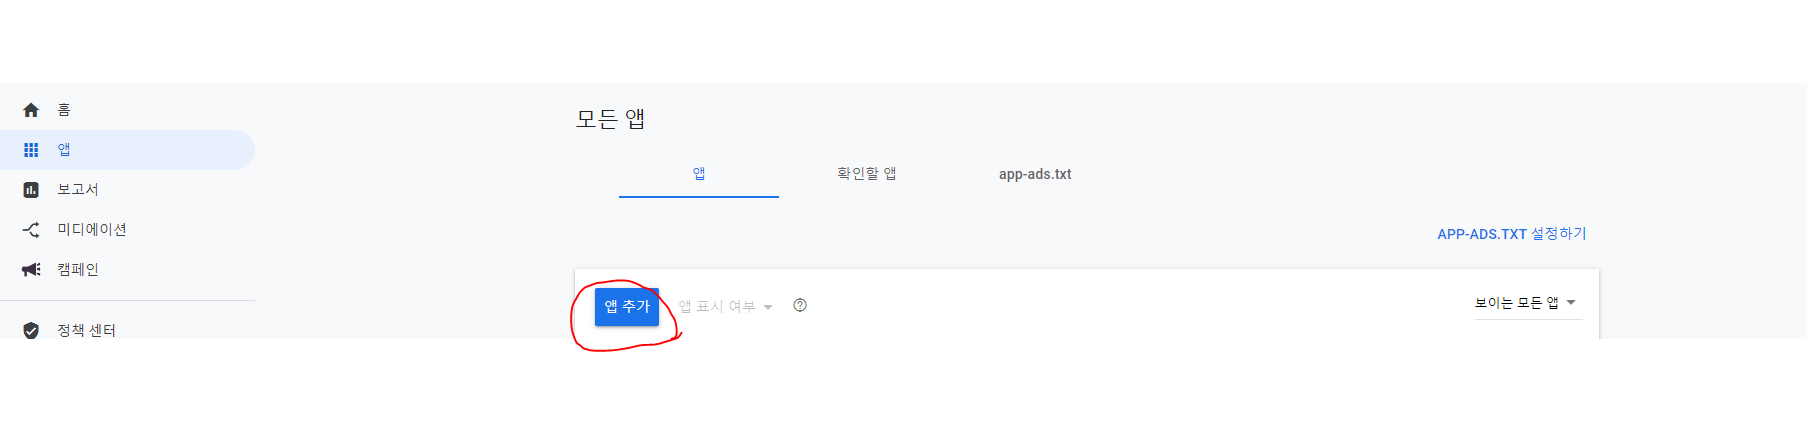 홈
앱
보고서
미디에이션
캠페인
정책 센터
모든 앱
앱
확인할 앱
app-ads.txt
APP-ADS.TXT 설정하기
앱 추가
앱 표시 여부
보이는 모든 앱